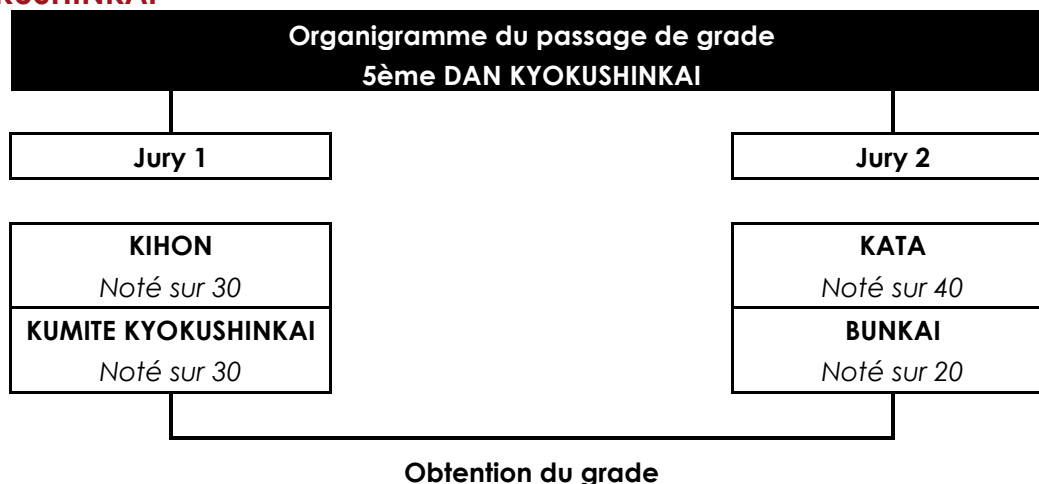 Organigramme du passage de grade
5ème DAN KYOKUSHINKAI
Jury 1
Jury 2
KIHON
Noté sur 30
KUMITE KYOKUSHINKAI
Noté sur 30
KATA
Noté sur 40
BUNKAI
Noté sur 20
Obtention du grade